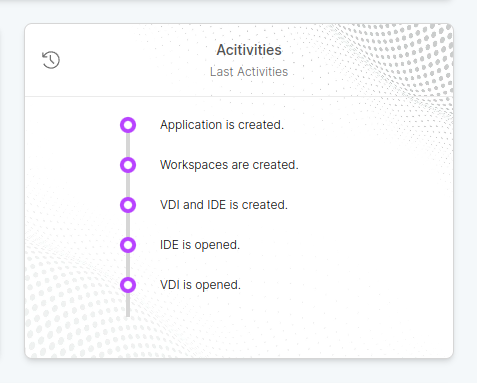 Acitivities
Last Activities
Application is created.
Workspaces are created.
VDI and IDE is created.
IDE is opened.
VDI is opened.